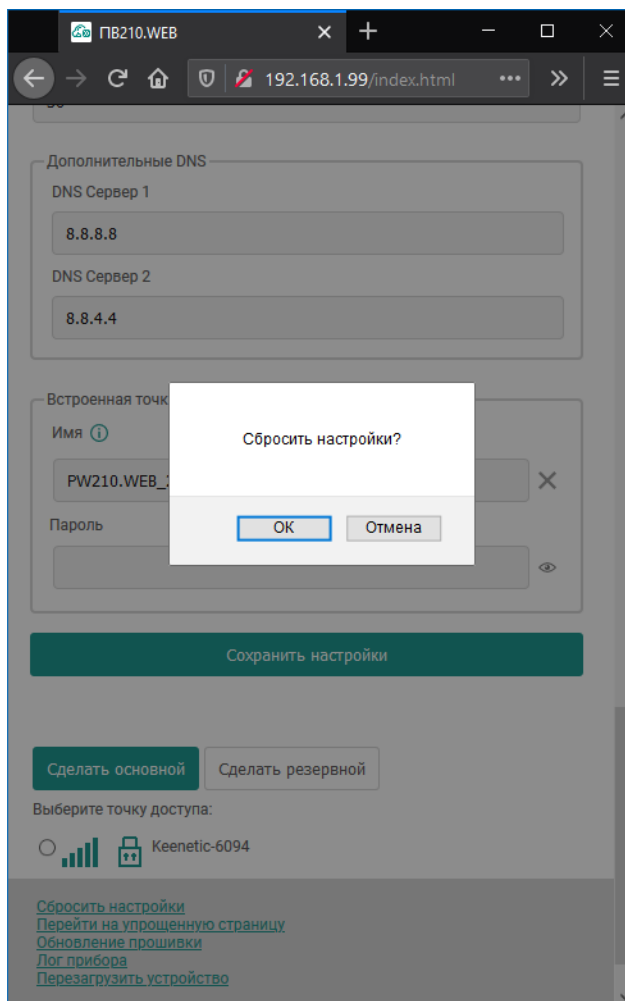 ПВ210.WEB
192.168.1.99/index.html
Дополнительные DNS
DNS Сервер 1
8.8.8.8
DNS Сервер 2
8.8.4.4
Встроенная точк
Имя
Сбросить настройки?
PW210.WEB_
Пароль
ОК Отмена
Сохранить настройки
Сделать основной Сделать резервной
Выберите точку доступа:
Keenetic-6094
Сбросить настройки
Перейти на упрощенную страницу
Обновление прошивки
Лог прибора
Перезагрузить устройство